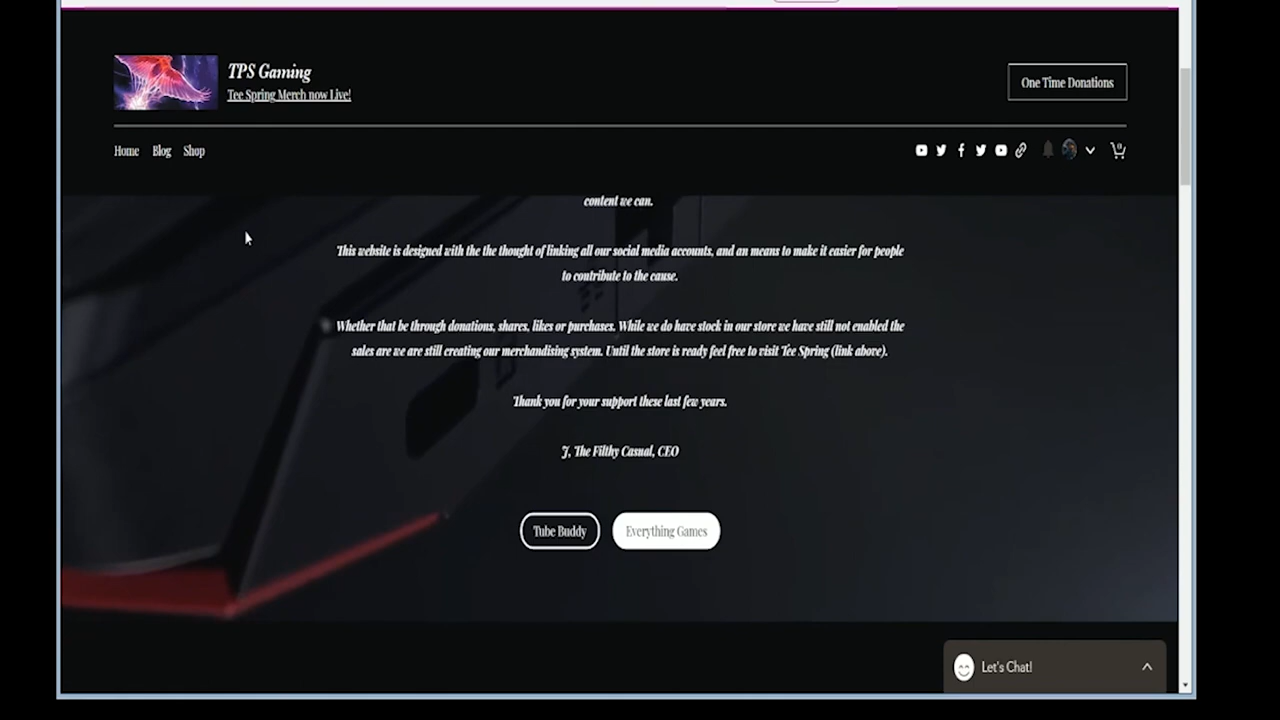 TPS Gaming
Tee Spring Merch now Live!
One Time Donations
Home Blog Shop
0
content we can.
This website is designed with the the thought of linking all our social media accounts, and an means to make it easier for people
to contribute to the cause.
Whether that be through donations, shares, likes or purchases. While we do have stock in our store we have still not enabled the
sales are we are still creating our merchandising system. Until the store is ready feel free to visit Tee Spring (link above).
Thank you for your support these last few years.
J, The Filthy Casual, CEO
Tube Buddy Everything Games
Let's Chat!